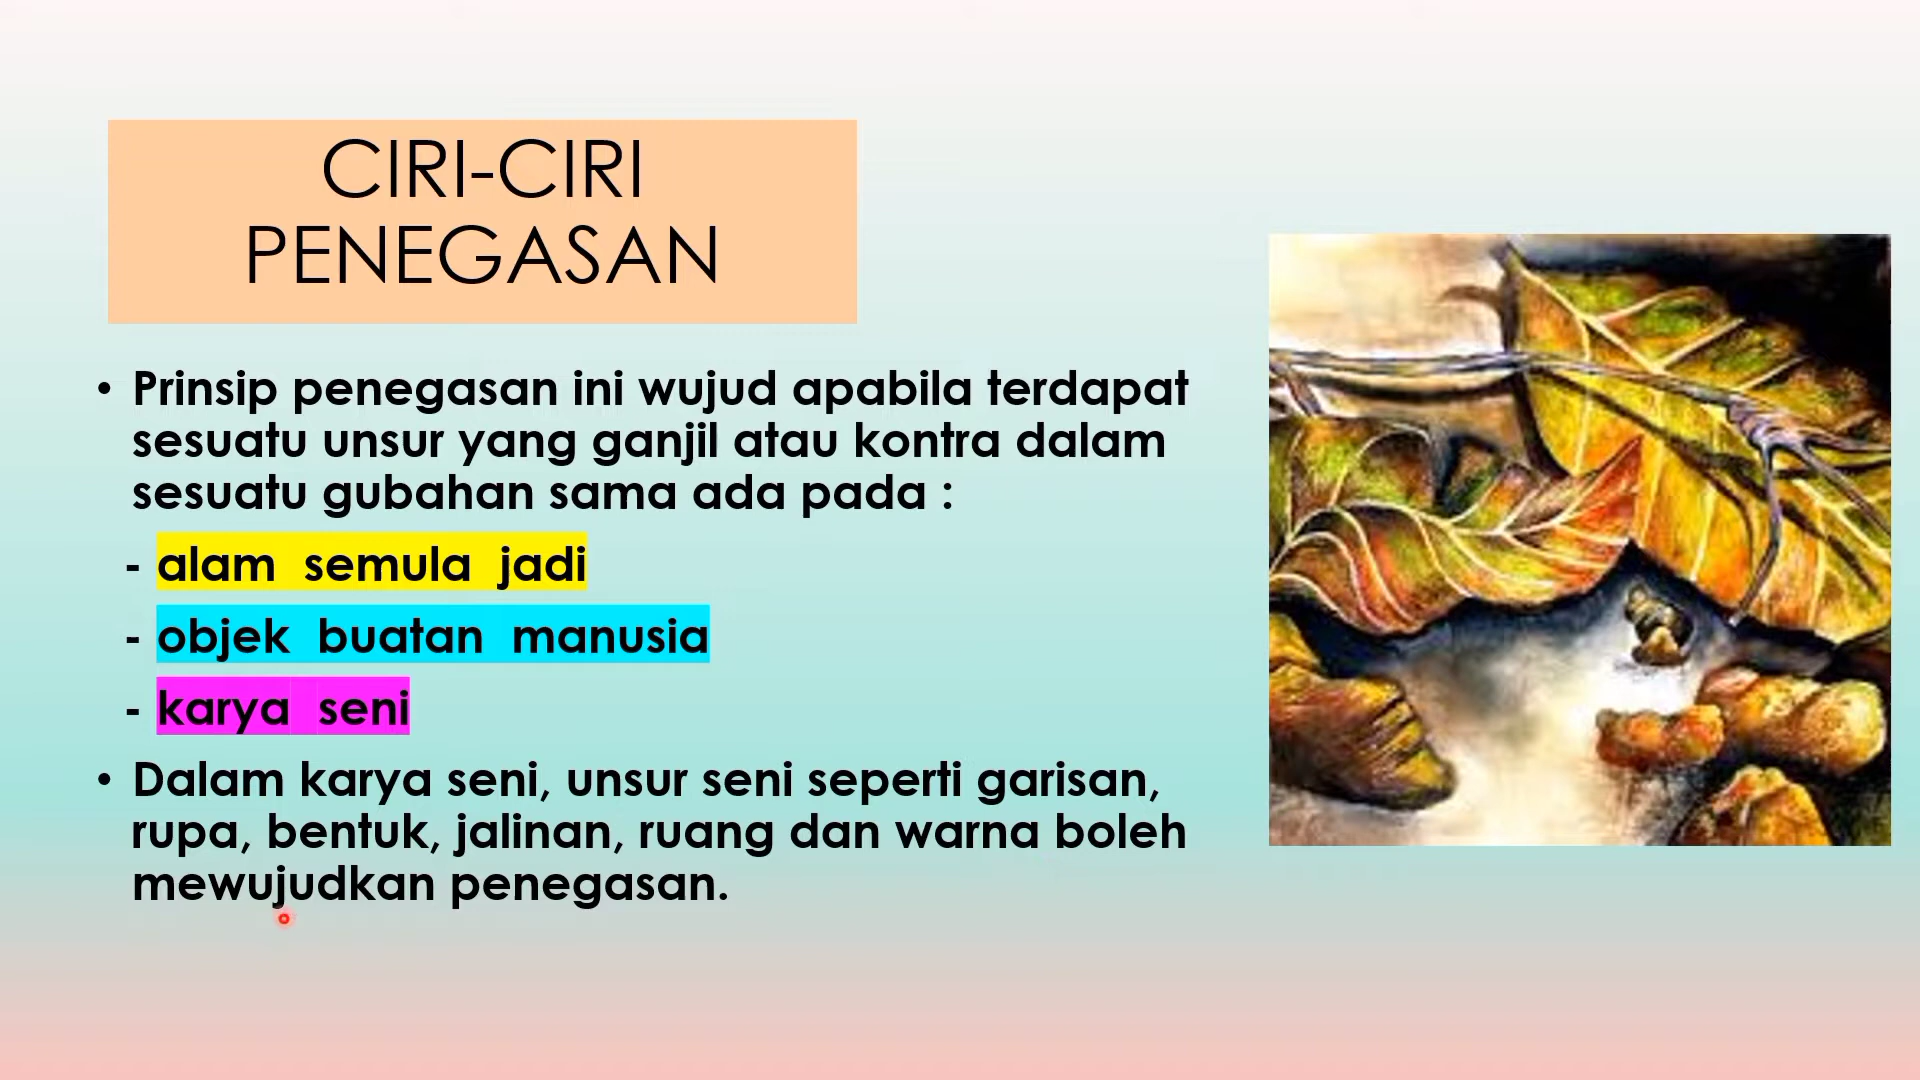 CIRI-CIRI
PENEGASAN
• Prinsip penegasan ini wujud apabila terdapat
sesuatu unsur yang ganjil atau kontra dalam
sesuatu gubahan sama ada pada :
- alam semula jadi
- objek buatan manusia
- karya seni
• Dalam karya seni, unsur seni seperti garisan,
rupa, bentuk, jalinan, ruang dan warna boleh
mewujudkan penegasan.